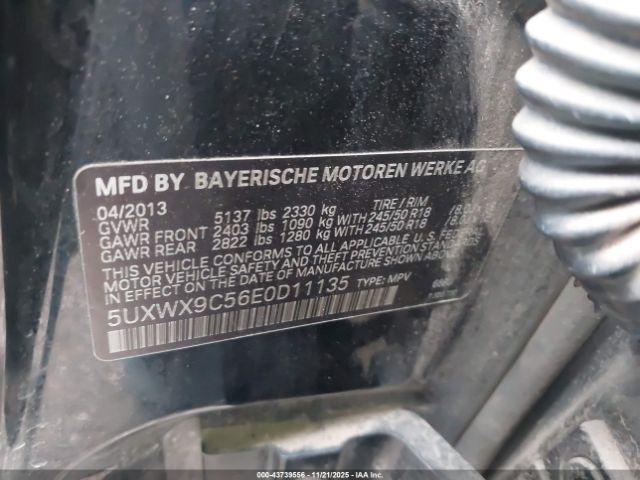 MFD BY BAYERISCHE MOTOREN WERKE AG
04/2013 TIRE / RIM
GVWR 5137 lbs 2330 kg
GAWR FRONT 2403 lbs 1090 kg WITH 245/50 R18
GAWR REAR 2822 lbs 1280 kg WITH 245/50 R18
THIS VEHICLE CONFORMS TO ALL APPLICABLE U.S. FEDERAL
MOTOR VEHICLE SAFETY AND THEFT PREVENTION STANDARDS
IN EFFECT ON THE DATE OF MANUFACTURE SHOWN ABOVE.
5UXWX9C56E0D11135 TYPE: MPV 668
© 00-43739556 - 11/21/2025 - IAA